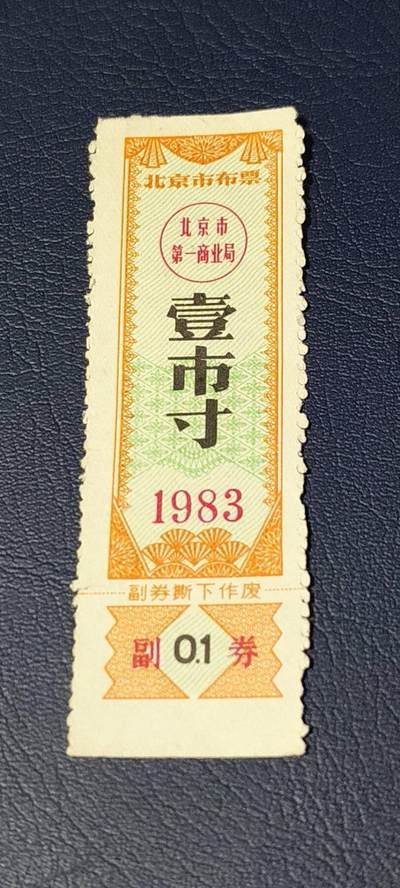 北京市布票
北京市
第一商业局
壹市寸
1983
副券撕下作废
副 0.1 券